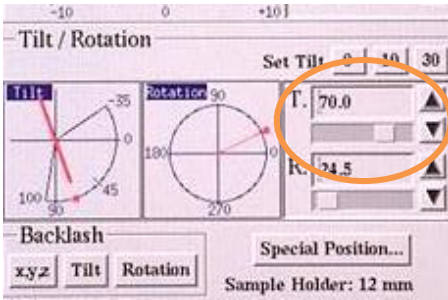 -10 0 +10
Tilt / Rotation
Set Tilt 0 10 30
Tilt -35 0 45 90 100
Rotation 90 0 180 270
T. 70.0
R. 24.5
Backlash
x,y,z Tilt Rotation
Special Position...
Sample Holder: 12 mm